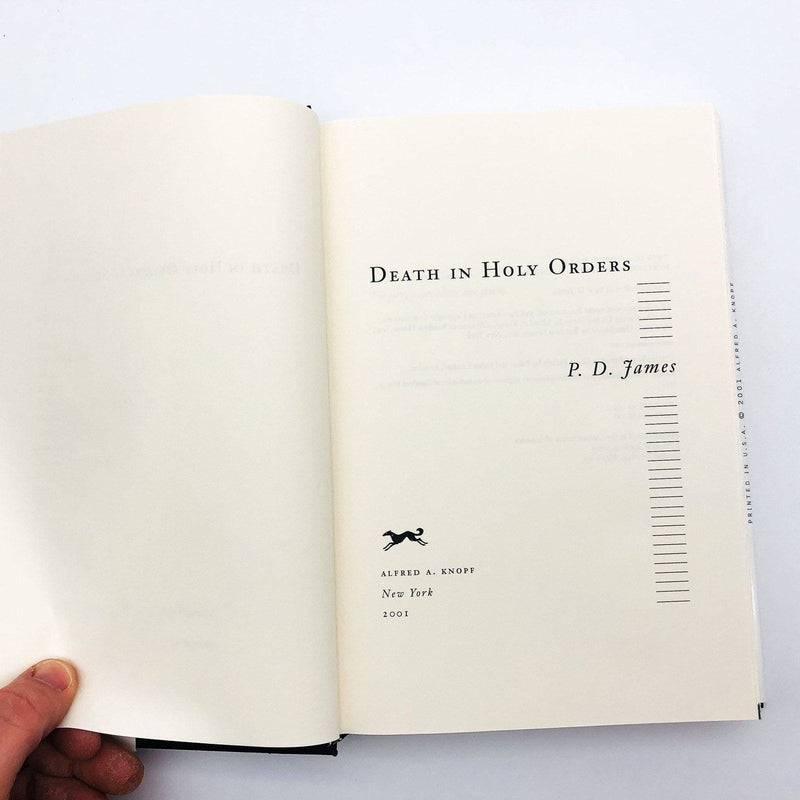 DEATH IN HOLY ORDERS
P. D. James
ALFRED A. KNOPF
New York
2001
PRINTED IN U.S.A. © 2001 ALFRED A. KNOPF